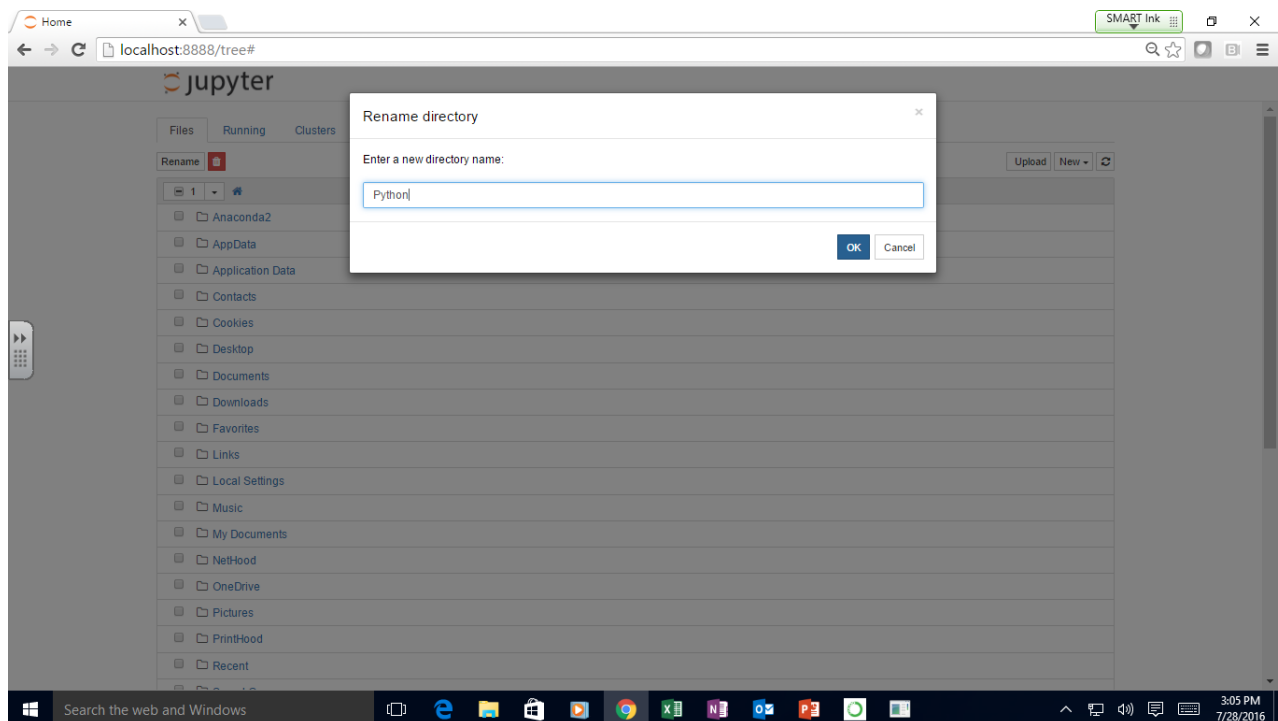 Home
SMART Ink
localhost:8888/tree#
jupyter
Rename directory
Files Running Clusters
Enter a new directory name:
Rename
Upload New
1
Python
Anaconda2
AppData
OK Cancel
Application Data
Contacts
Cookies
Desktop
Documents
Downloads
Favorites
Links
Local Settings
Music
My Documents
NetHood
OneDrive
Pictures
PrintHood
Recent
Search the web and Windows
3:05 PM
7/28/2016